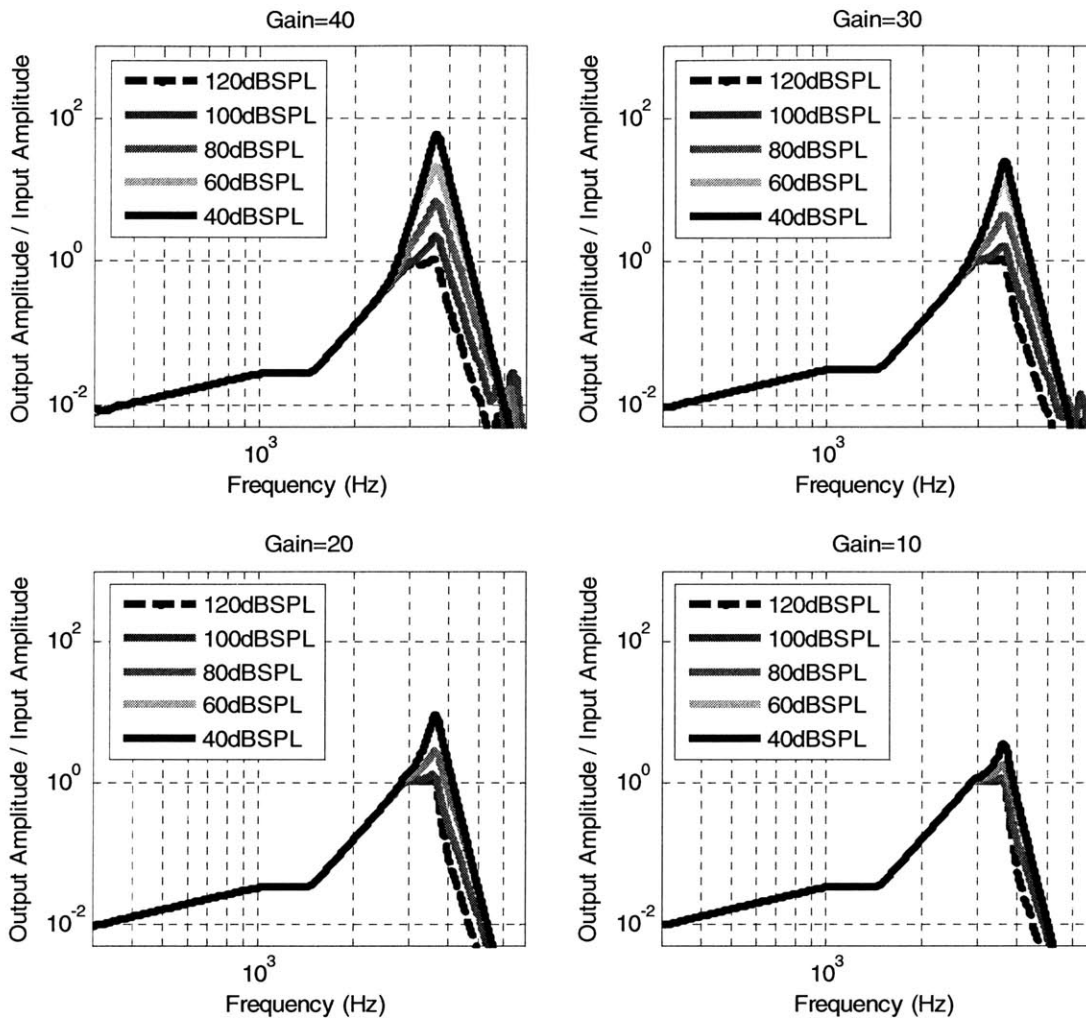 Gain=40
120dBSPL
100dBSPL
80dBSPL
60dBSPL
40dBSPL
Output Amplitude / Input Amplitude
10^2
10^0
10^-2
10^3
Frequency (Hz)
Gain=30
120dBSPL
100dBSPL
80dBSPL
60dBSPL
40dBSPL
Output Amplitude / Input Amplitude
10^2
10^0
10^-2
10^3
Frequency (Hz)
Gain=20
120dBSPL
100dBSPL
80dBSPL
60dBSPL
40dBSPL
Output Amplitude / Input Amplitude
10^2
10^0
10^-2
10^3
Frequency (Hz)
Gain=10
120dBSPL
100dBSPL
80dBSPL
60dBSPL
40dBSPL
Output Amplitude / Input Amplitude
10^2
10^0
10^-2
10^3
Frequency (Hz)